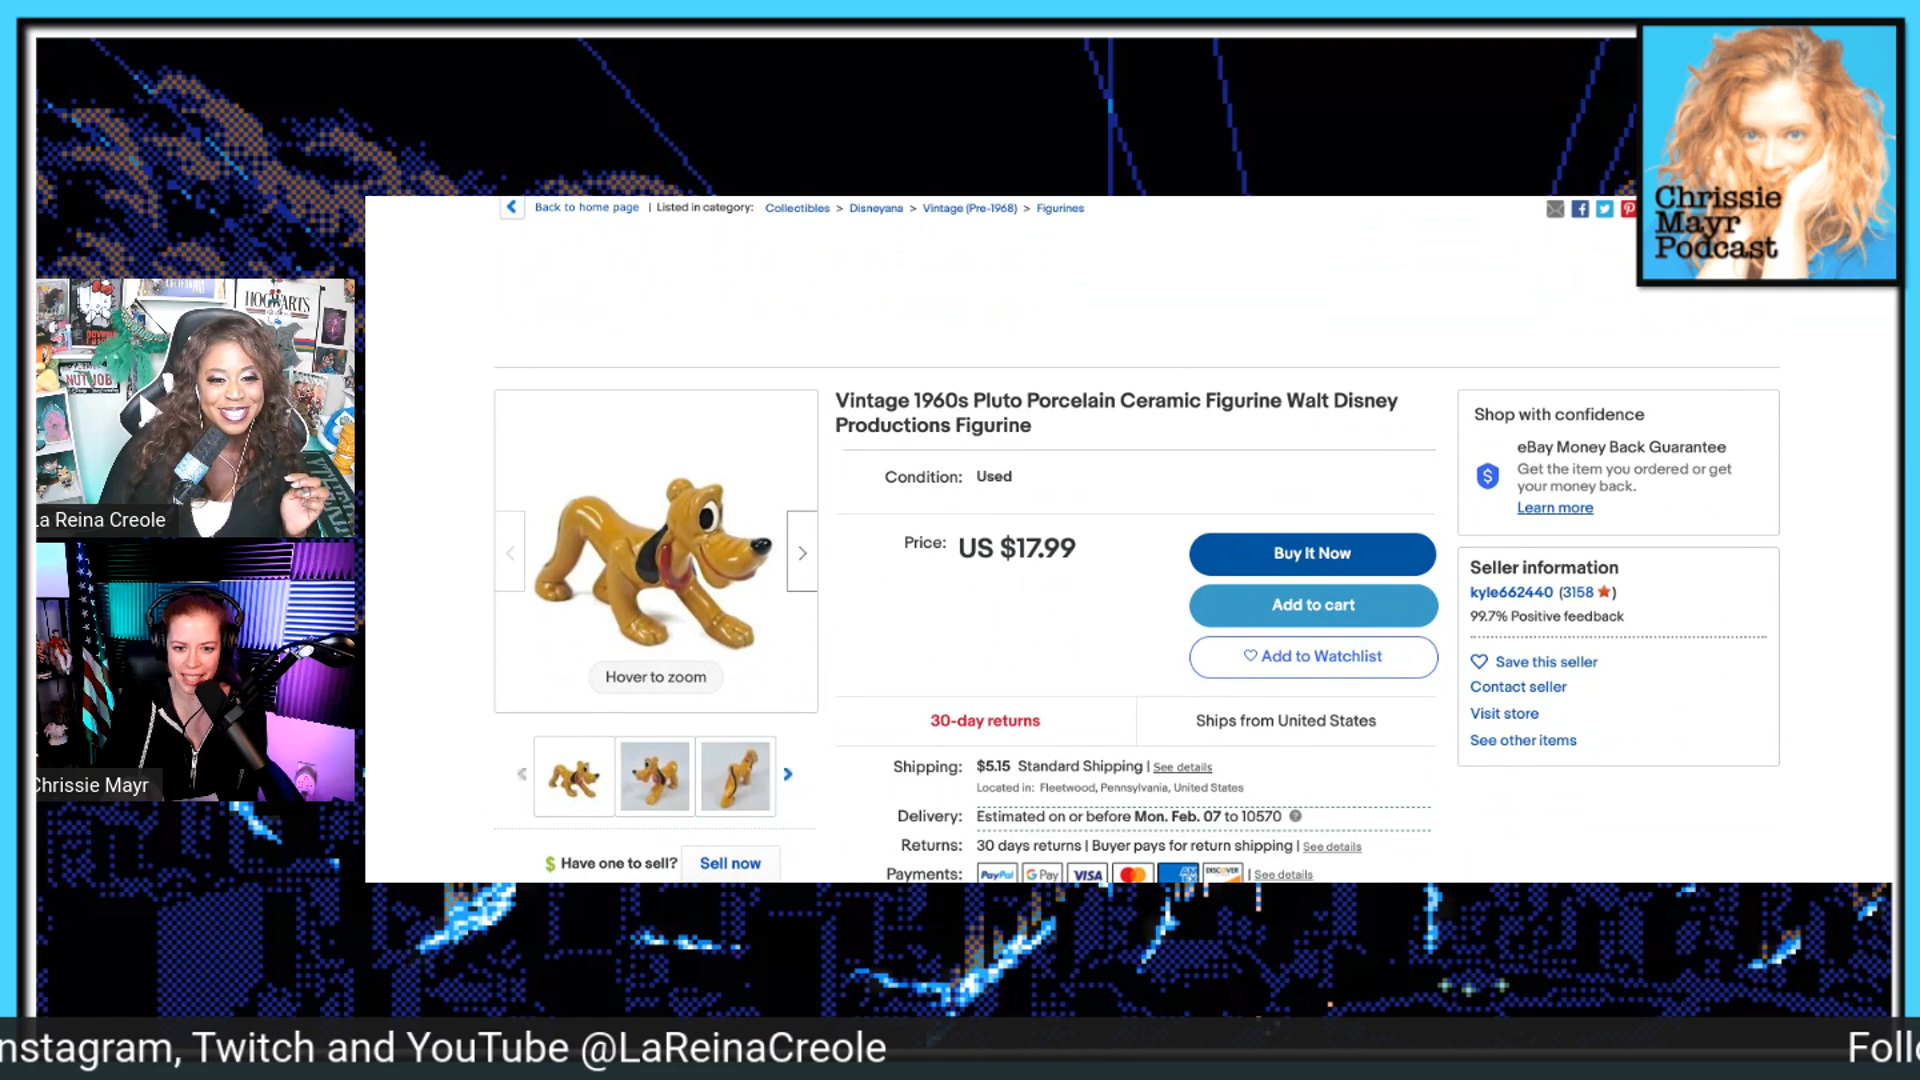 Back to home page | Listed in category: Collectibles > Disneyana > Vintage (Pre-1968) > Figurines
Chrissie
Mayr
Podcast
HOGWARTS
NUT JOB
La Reina Creole
Chrissie Mayr
Hover to zoom
$ Have one to sell? Sell now
Vintage 1960s Pluto Porcelain Ceramic Figurine Walt Disney
Productions Figurine
Condition: Used
Price: US $17.99
Buy It Now
Add to cart
Add to Watchlist
30-day returns
Ships from United States
Shipping: $5.15 Standard Shipping | See details
Located in: Fleetwood, Pennsylvania, United States
Delivery: Estimated on or before Mon. Feb. 07 to 10570
Returns: 30 days returns | Buyer pays for return shipping | See details
Payments: PayPal G Pay VISA DISCOVER | See details
Shop with confidence
eBay Money Back Guarantee
Get the item you ordered or get
your money back.
Learn more
Seller information
kyle662440 (3158 ★)
99.7% Positive feedback
Save this seller
Contact seller
Visit store
See other items
nstagram, Twitch and YouTube @LaReinaCreole
Follo